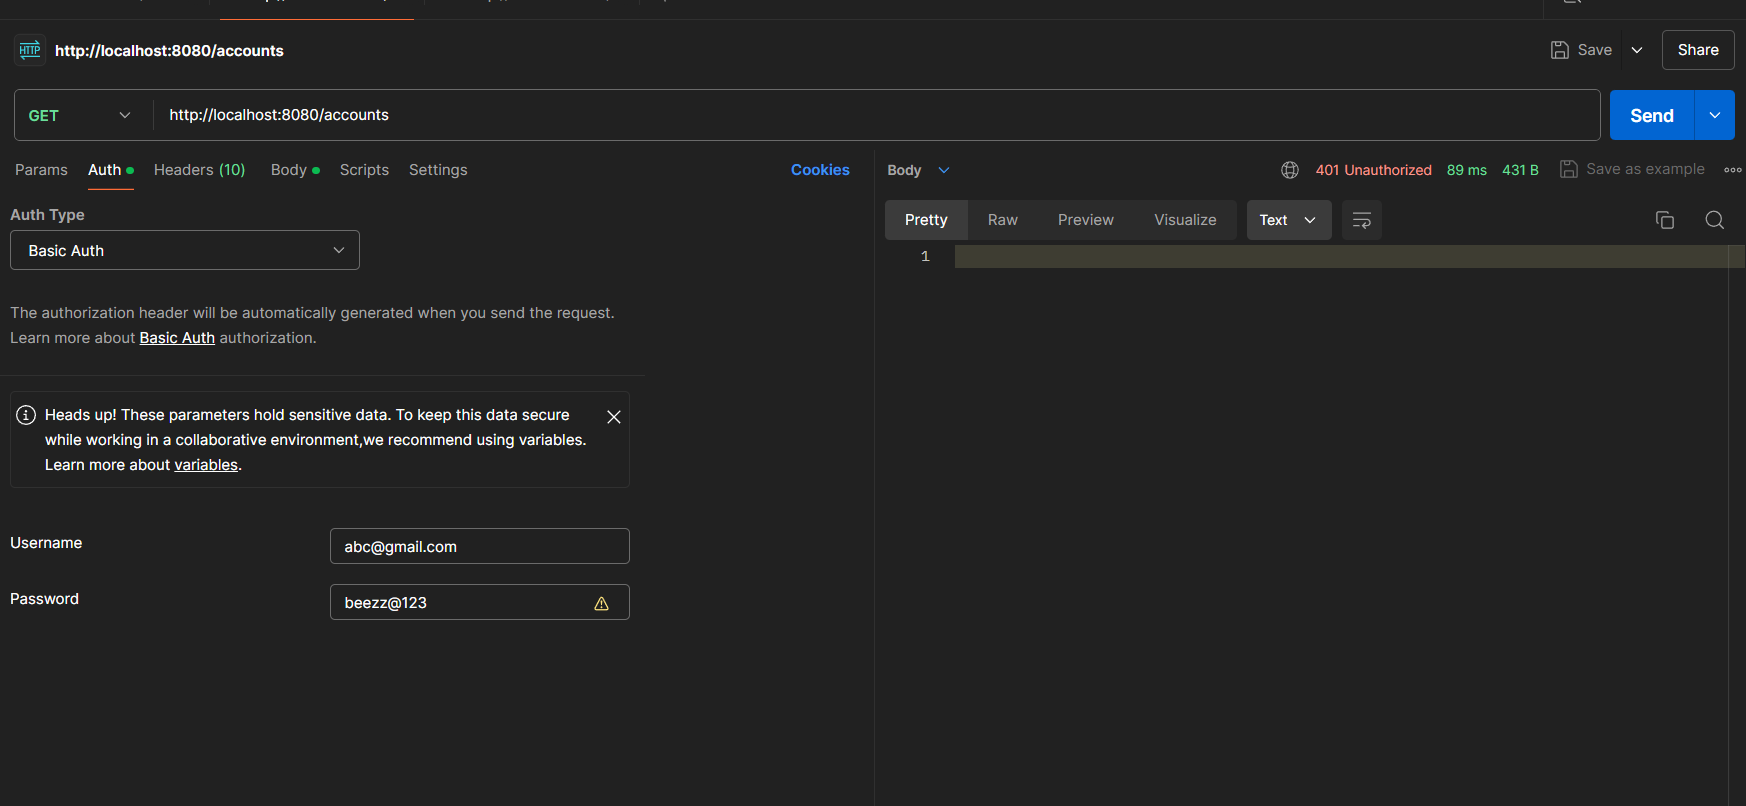 HTTP http://localhost:8080/accounts
Save
Share
GET http://localhost:8080/accounts
Send
Params Auth Headers (10) Body Scripts Settings Cookies
Auth Type
Basic Auth
The authorization header will be automatically generated when you send the request.
Learn more about Basic Auth authorization.
Heads up! These parameters hold sensitive data. To keep this data secure
while working in a collaborative environment,we recommend using variables.
Learn more about variables.
Username abc@gmail.com
Password beezz@123
Body 401 Unauthorized 89 ms 431 B Save as example
Pretty Raw Preview Visualize Text
1